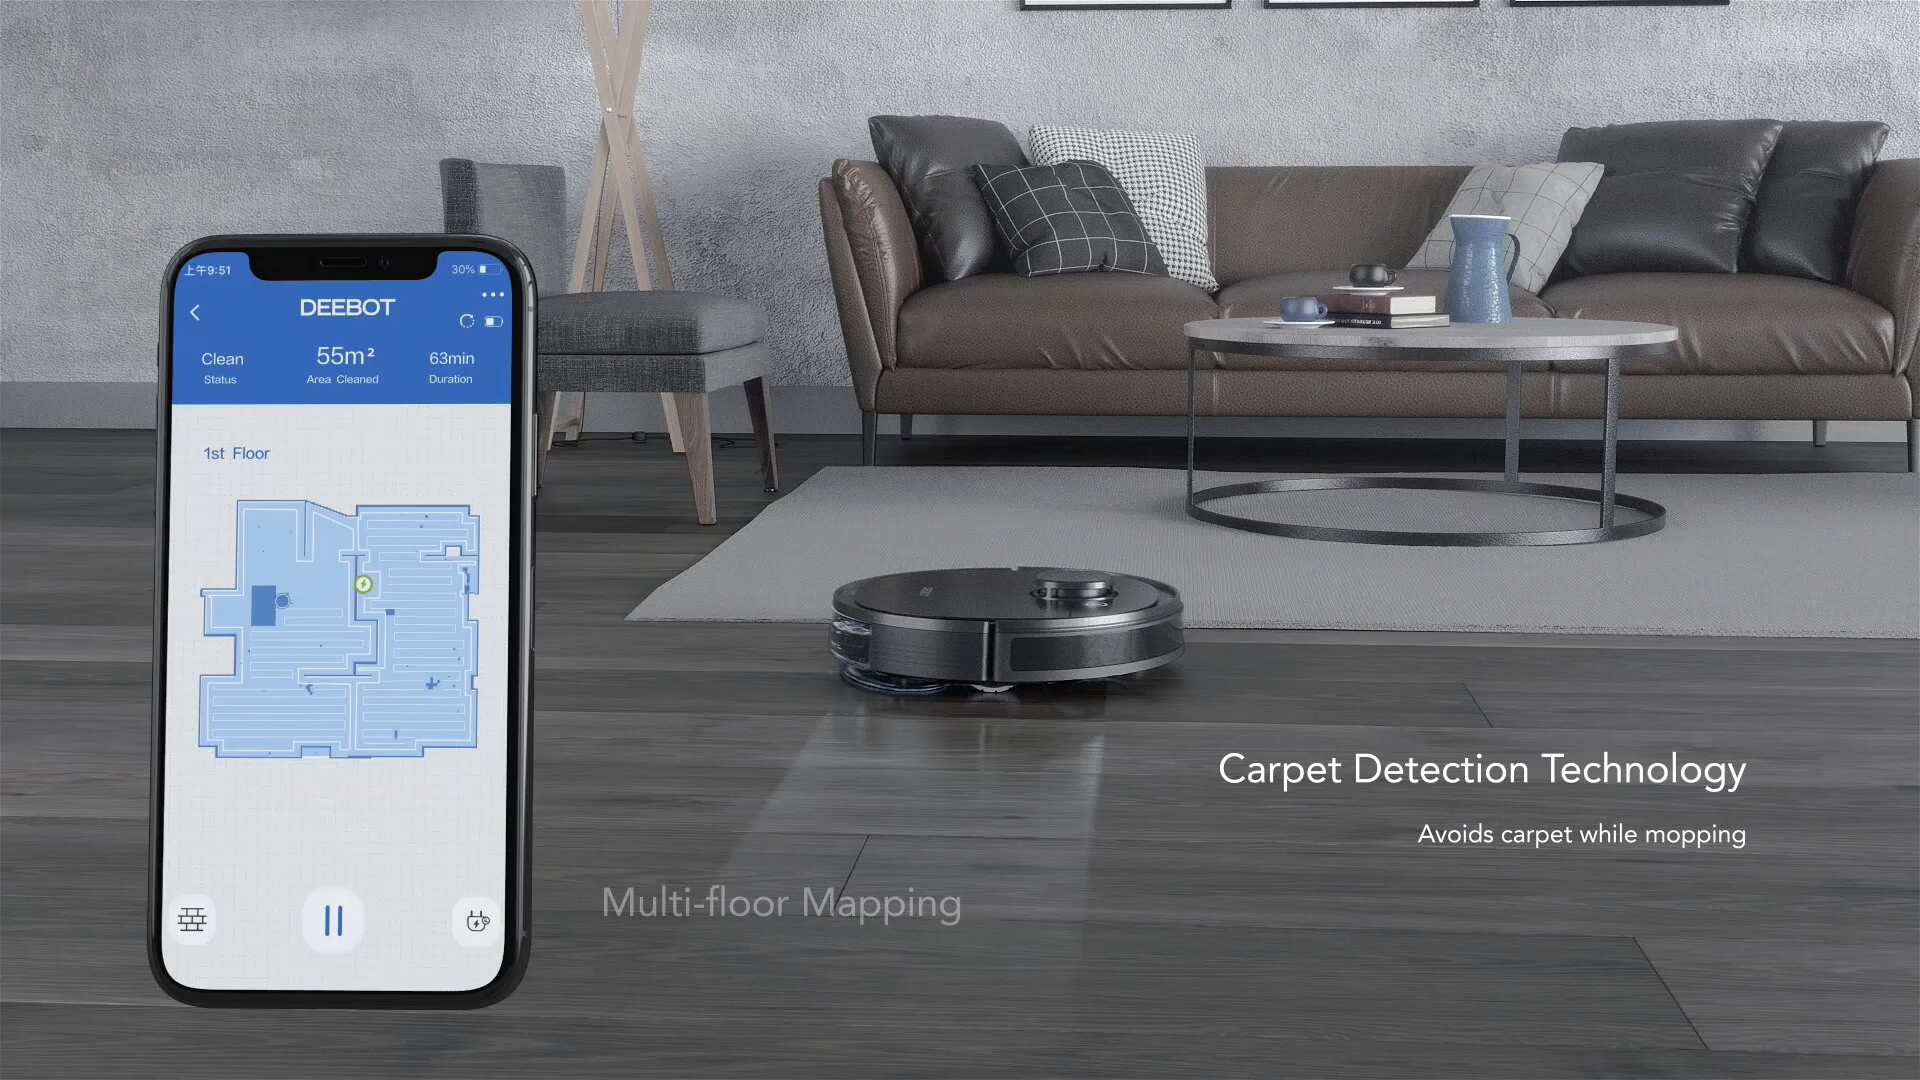 上午9:51
30%
DEEBOT
Clean
Status
55m²
Area Cleaned
63min
Duration
1st Floor
Carpet Detection Technology
Avoids carpet while mopping
Multi-floor Mapping